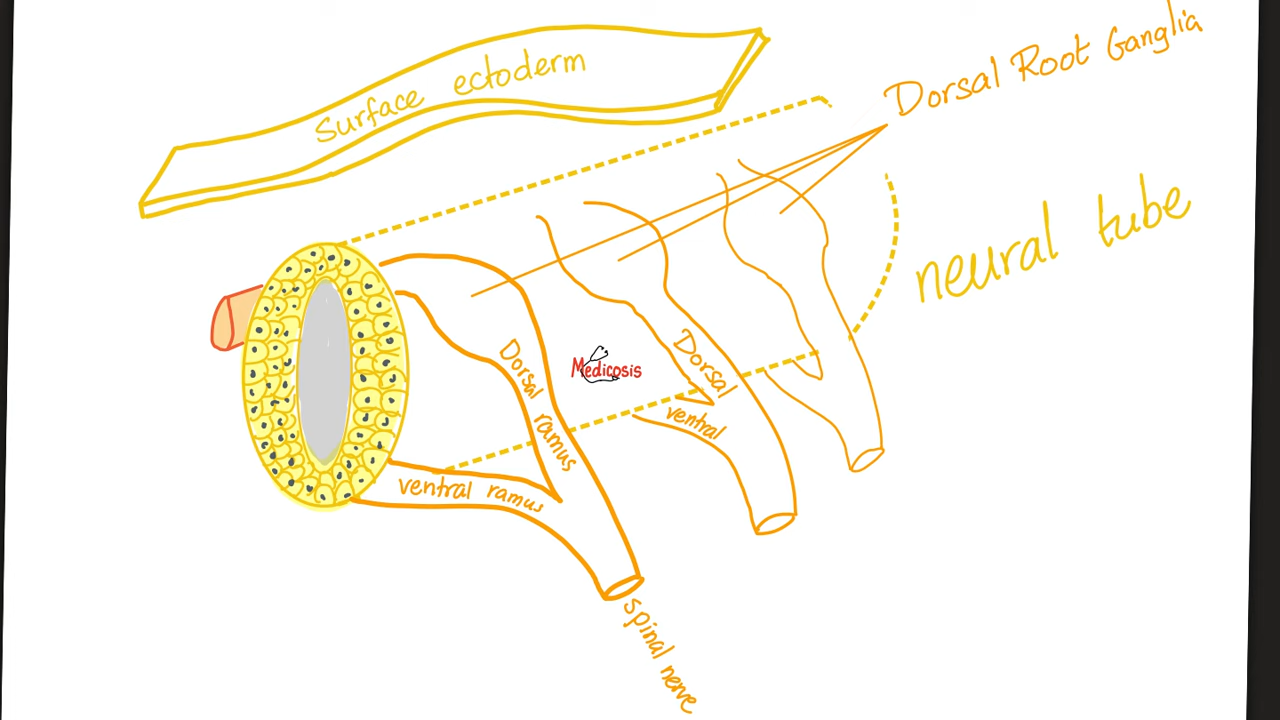 Surface ectoderm
Dorsal Root Ganglia
neural tube
Dorsal ramus
Medicosis
Dorsal
ventral
ventral ramus
spinal nerve